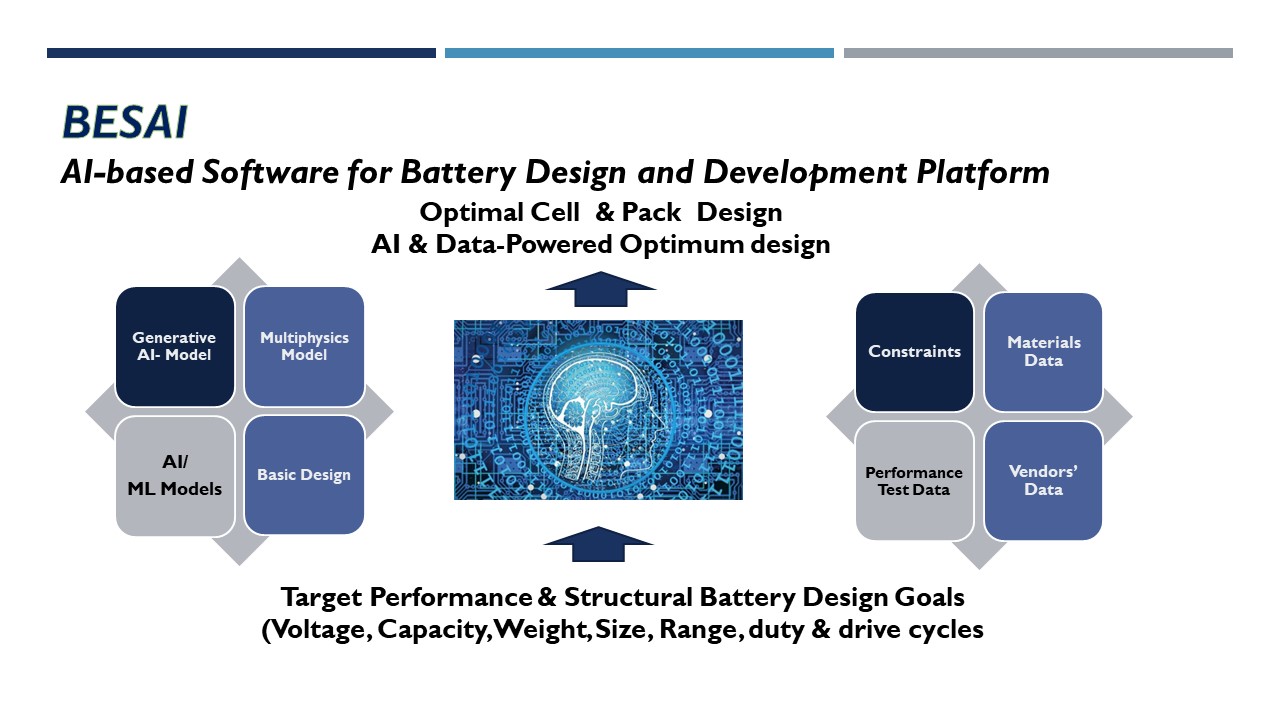 BESAI
AI-based Software for Battery Design and Development Platform
Optimal Cell & Pack Design
AI & Data-Powered Optimum design
Generative
AI- Model
Multiphysics
Model
AI/
ML Models
Basic Design
Constraints
Materials
Data
Performance
Test Data
Vendors’
Data
Target Performance & Structural Battery Design Goals
(Voltage, Capacity,Weight,Size, Range, duty & drive cycles